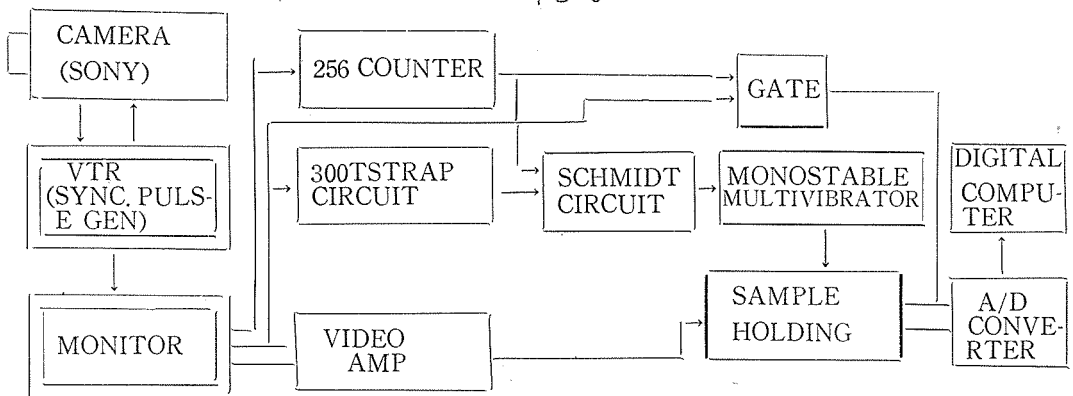 CAMERA
(SONY)
256 COUNTER
GATE
VTR
(SYNC. PULS-
E GEN)
300TSTRAP
CIRCUIT
SCHMIDT
CIRCUIT
MONOSTABLE
MULTIVIBRATOR
DIGITAL
COMPU-
TER
MONITOR
VIDEO
AMP
SAMPLE
HOLDING
A/D
CONVE-
RTER